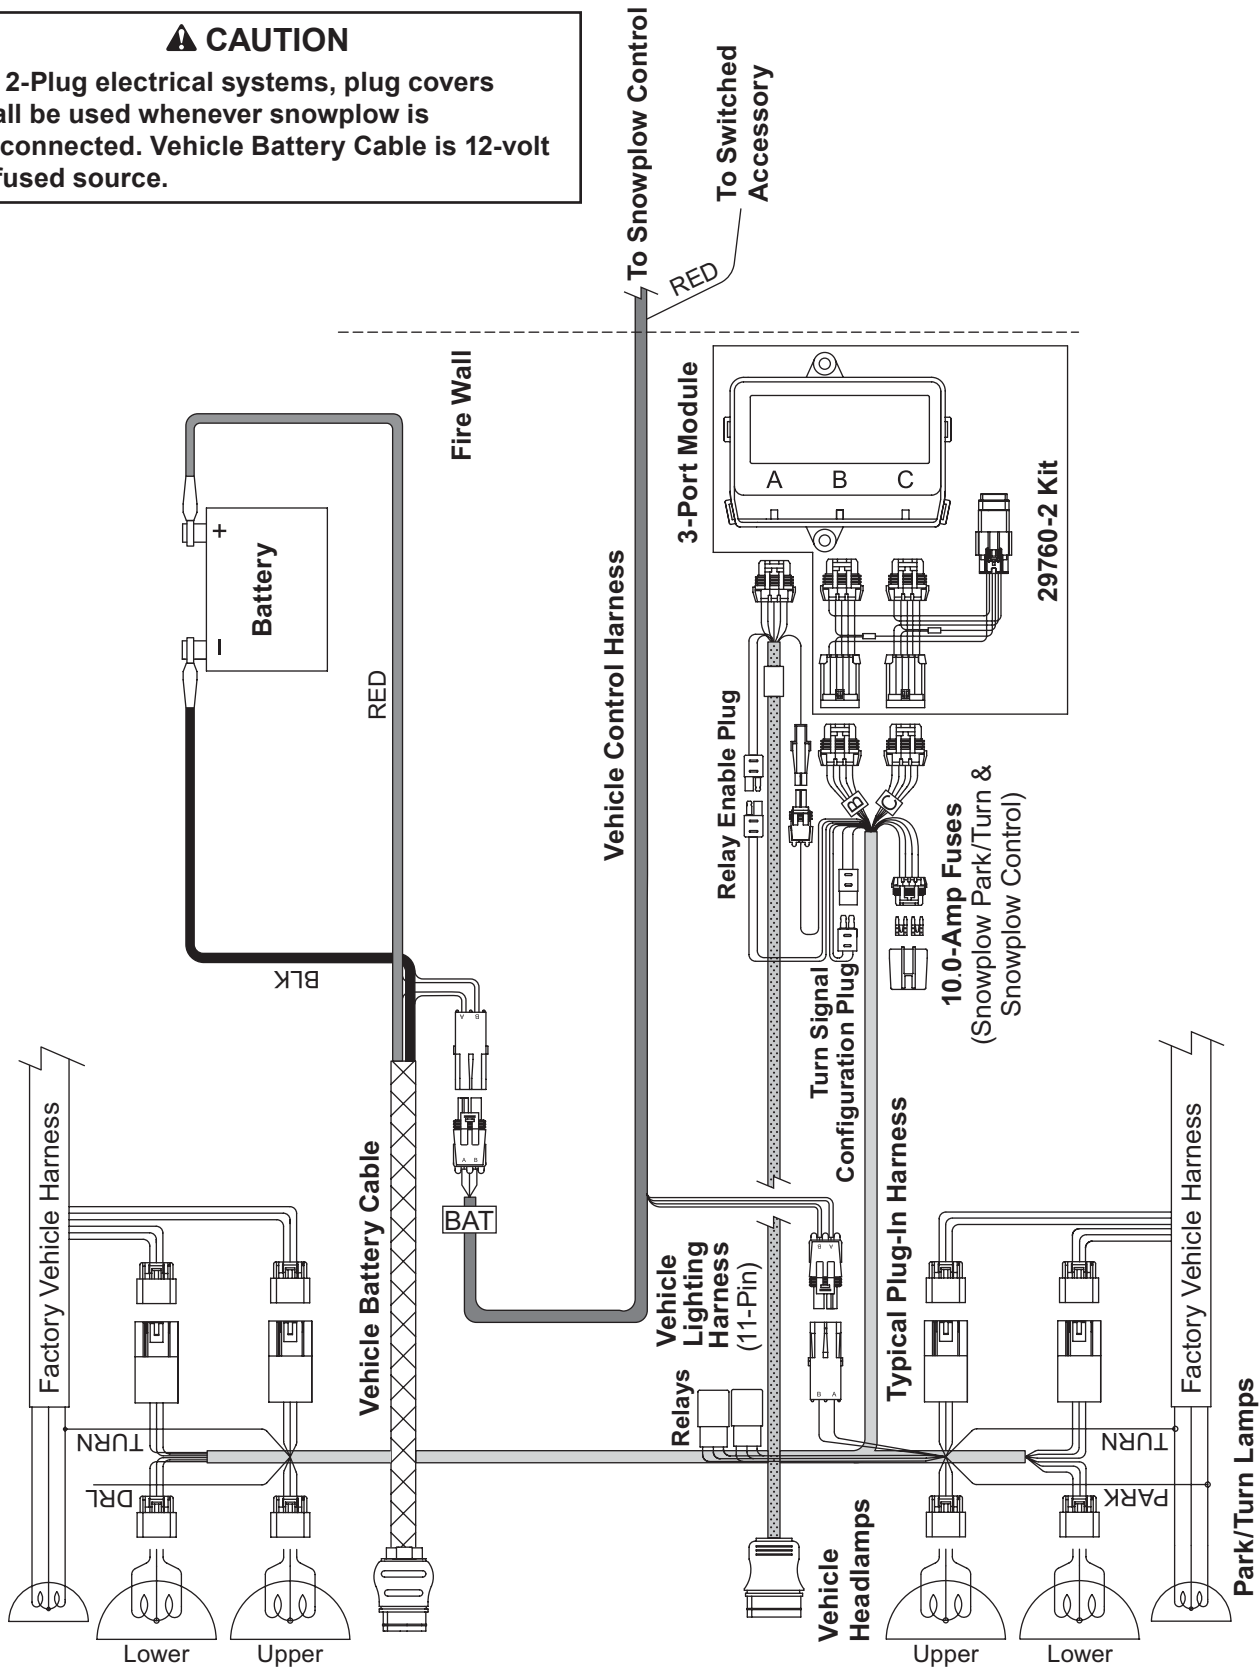 CAUTION
2-Plug electrical systems, plug covers
be used whenever snowplow is
Vehicle Battery Cable is 12-volt
source.
To Snowplow Control
To Switched
Accessory
RED
Fire Wall
3-Port Module
A
B
C
29760-2 Kit
+
–
Battery
RED
BLK
Vehicle Control Harness
Relay Enable Plug
B
C
10.0-Amp Fuses
(Snowplow Park/Turn &
Snowplow Control)
Turn Signal
Configuration Plug
A
B
A
B
BAT
Factory Vehicle Harness
Vehicle Battery Cable
Vehicle
Lighting
Harness
(11-Pin)
A
B
B
A
Typical Plug-In Harness
Relays
TURN
DRL
Factory Vehicle Harness
TURN
PARK
Vehicle
Headlamps
Park/Turn Lamps
Lower
Upper
Upper
Lower